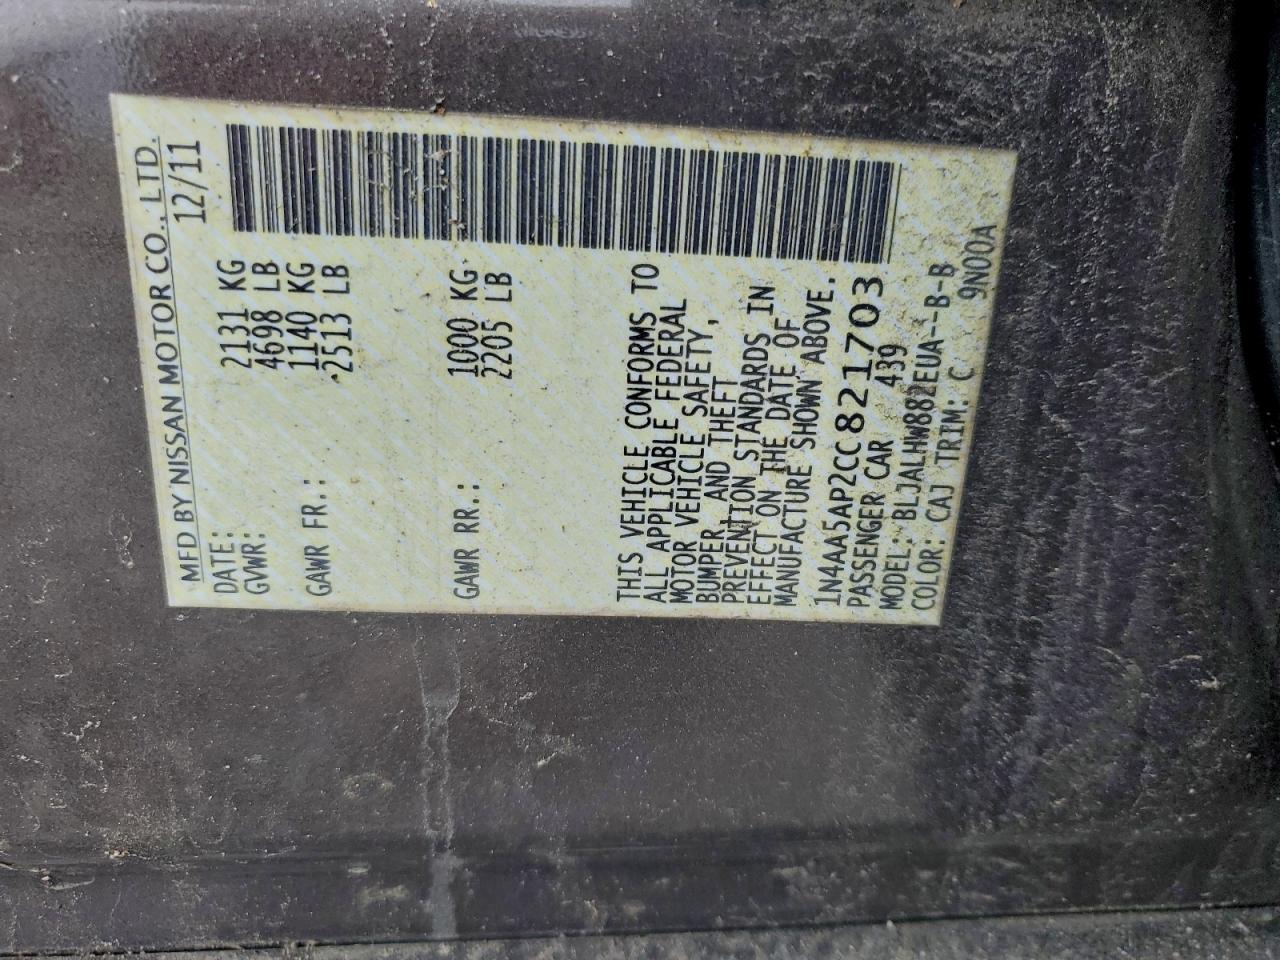 MFD BY NISSAN MOTOR CO., LTD.
DATE: 12/11
GVWR: 2131 KG
4698 LB
GAWR FR.: 1140 KG
2513 LB
GAWR RR.: 1000 KG
2205 LB
THIS VEHICLE CONFORMS TO
ALL APPLICABLE FEDERAL
MOTOR VEHICLE SAFETY,
BUMPER, AND THEFT
PREVENTION STANDARDS IN
EFFECT ON THE DATE OF
MANUFACTURE SHOWN ABOVE.
1N4AA5AP2CC821703
PASSENGER CAR 439
MODEL: BLJALHW882EUA--B-B
COLOR: CAJ TRIM: C 9N00A